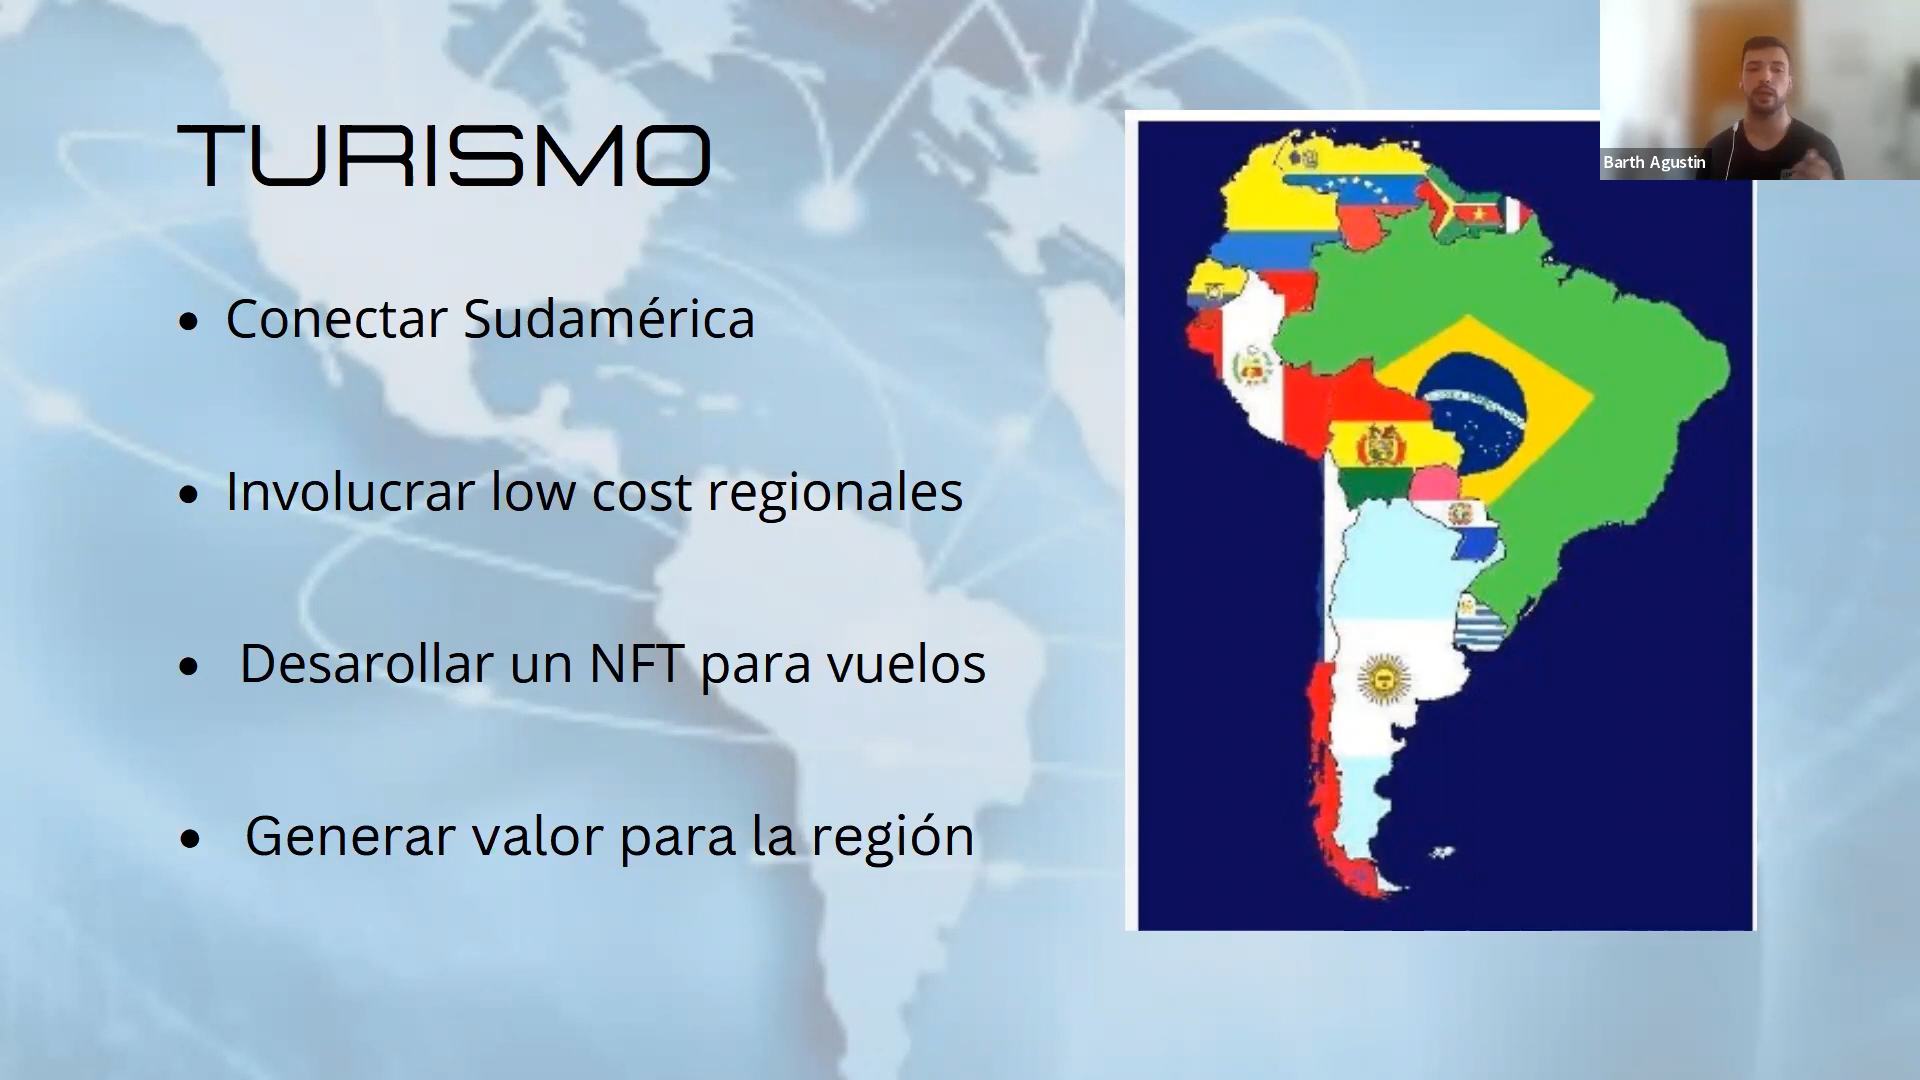 TURISMO
• Conectar Sudamérica
• Involucrar low cost regionales
• Desarollar un NFT para vuelos
• Generar valor para la región
Barth Agustin